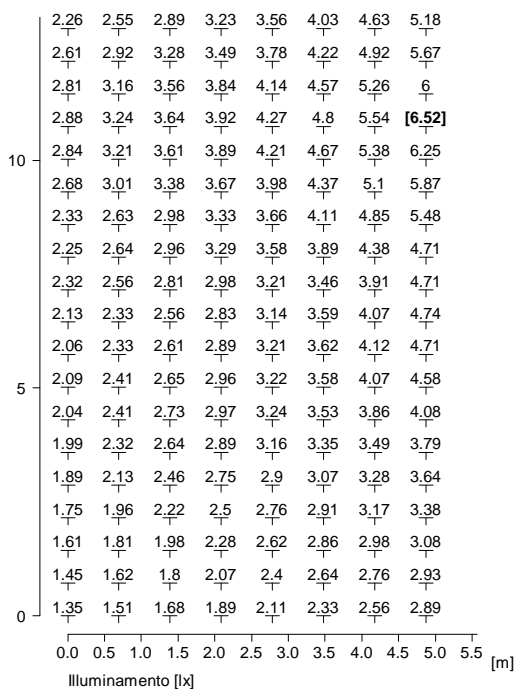 2.26 2.55 2.89 3.23 3.56 4.03 4.63 5.18
2.61 2.92 3.28 3.49 3.78 4.22 4.92 5.67
2.81 3.16 3.56 3.84 4.14 4.57 5.26 6
2.88 3.24 3.64 3.92 4.27 4.8 5.54 [6.52]
10 2.84 3.21 3.61 3.89 4.21 4.67 5.38 6.25
2.68 3.01 3.38 3.67 3.98 4.37 5.1 5.87
2.33 2.63 2.98 3.33 3.66 4.11 4.85 5.48
2.25 2.64 2.96 3.29 3.58 3.89 4.38 4.71
2.32 2.56 2.81 2.98 3.21 3.46 3.91 4.71
2.13 2.33 2.56 2.83 3.14 3.59 4.07 4.74
2.06 2.33 2.61 2.89 3.21 3.62 4.12 4.71
5 2.09 2.41 2.65 2.96 3.22 3.58 4.07 4.58
2.04 2.41 2.73 2.97 3.24 3.53 3.86 4.08
1.99 2.32 2.64 2.89 3.16 3.35 3.49 3.79
1.89 2.13 2.46 2.75 2.9 3.07 3.28 3.64
1.75 1.96 2.22 2.5 2.76 2.91 3.17 3.38
1.61 1.81 1.98 2.28 2.62 2.86 2.98 3.08
1.45 1.62 1.8 2.07 2.4 2.64 2.76 2.93
0 1.35 1.51 1.68 1.89 2.11 2.33 2.56 2.89
0.0 0.5 1.0 1.5 2.0 2.5 3.0 3.5 4.0 4.5 5.0 5.5 [m]
Illuminamento [lx]